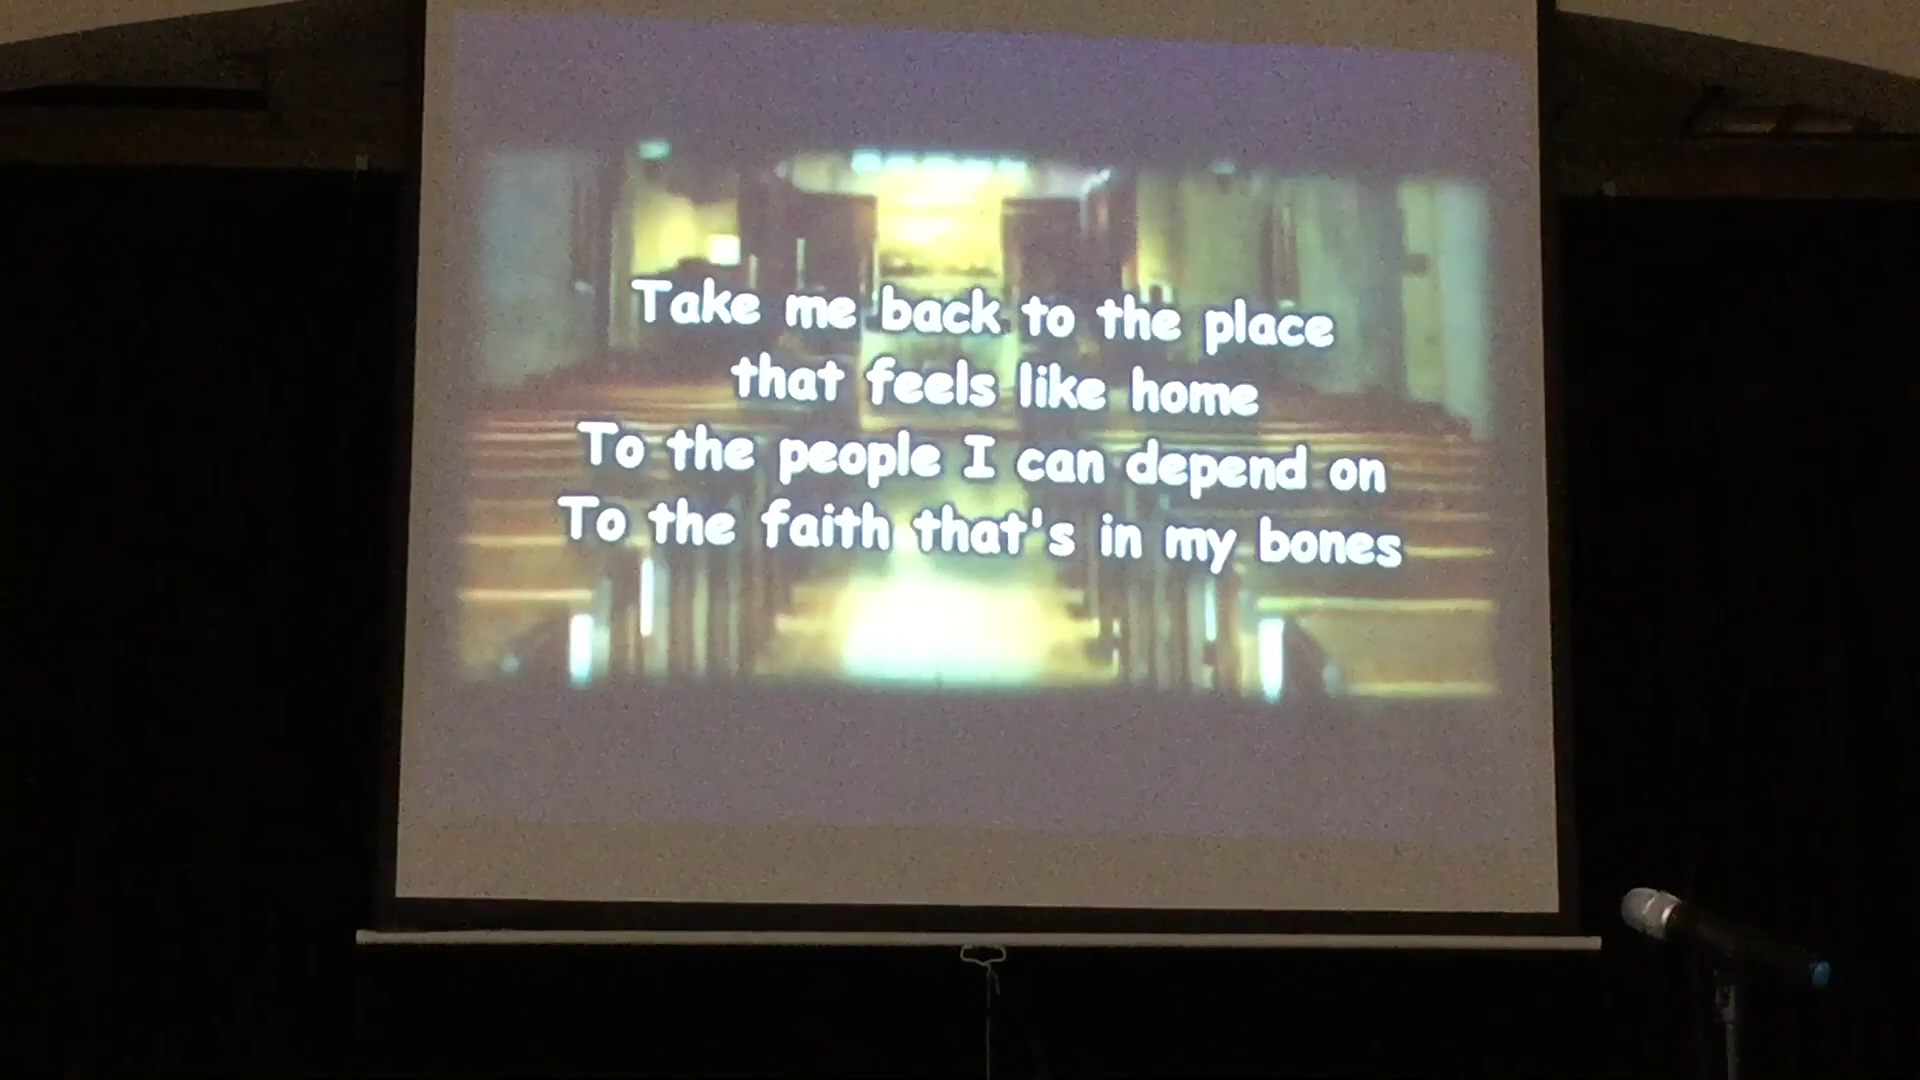 Take me back to the place
that feels like home
To the people I can depend on
To the faith that's in my bones